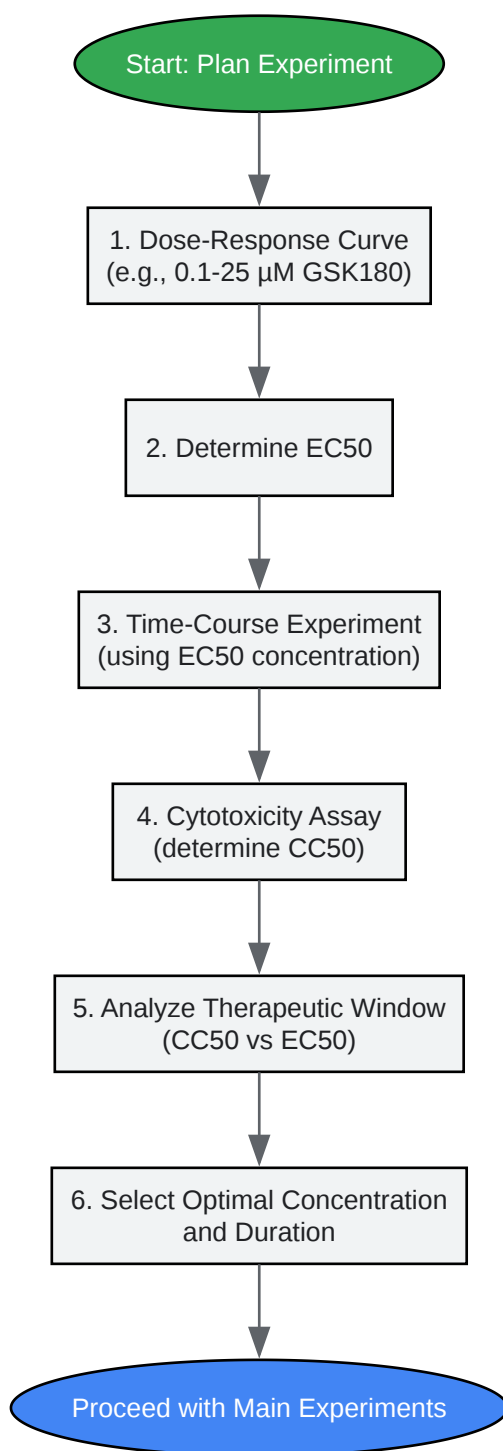 Start: Plan Experiment
1. Dose-Response Curve
(e.g., 0.1-25 µM GSK180)
2. Determine EC50
3. Time-Course Experiment
(using EC50 concentration)
4. Cytotoxicity Assay
(determine CC50)
5. Analyze Therapeutic Window
(CC50 vs EC50)
6. Select Optimal Concentration
and Duration
Proceed with Main Experiments